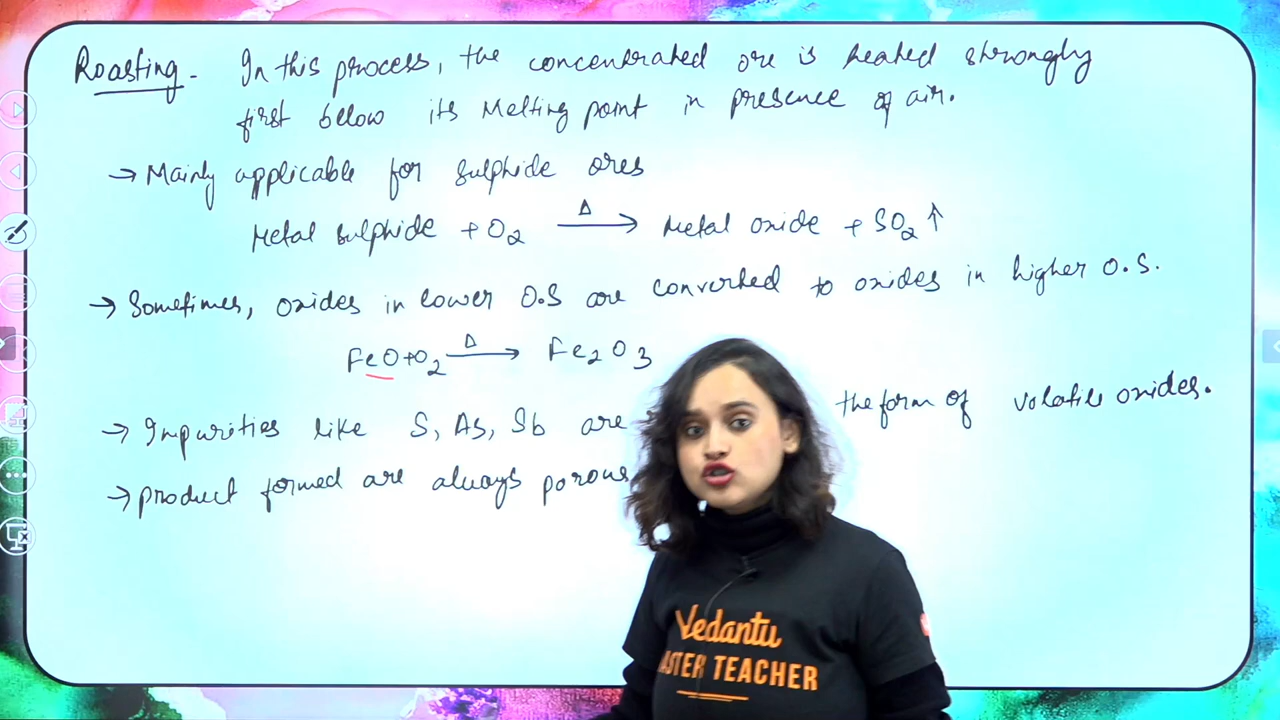 Roasting - In this process, the concentrated ore is heated strongly
first below its Melting point in presence of air.
→ Mainly applicable for sulphide ores
Metal sulphide + O2 Δ→ Metal oxide + SO2 ↑
→ Sometimes, oxides in lower O.S are converted to oxides in higher O.S.
FeO + O2 Δ→ Fe2O3
→ Impurities like S, As, Sb are the form of volatile oxides.
→ product formed are always porous
Vedantu
ASTER TEACHER